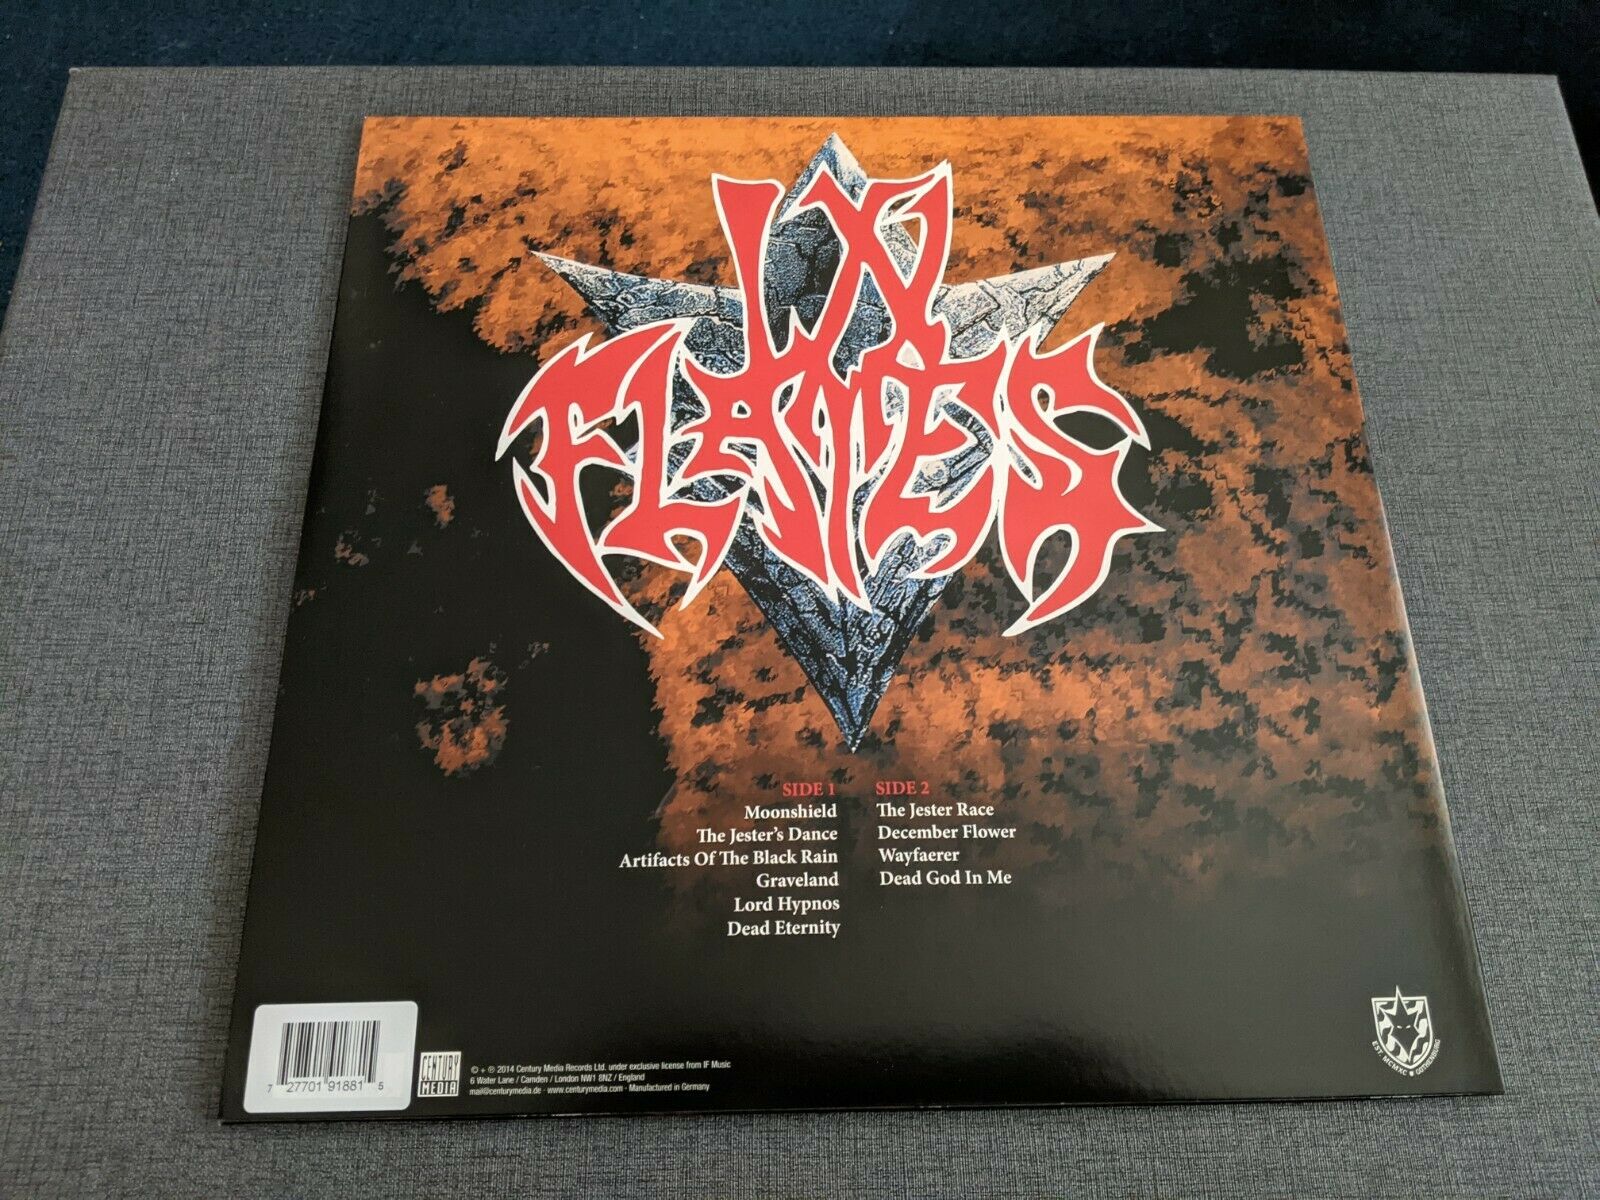 IN
FLAMES
SIDE 1
Moonshield
The Jester's Dance
Artifacts Of The Black Rain
Graveland
Lord Hypnos
Dead Eternity
SIDE 2
The Jester Race
December Flower
Wayfaerer
Dead God In Me
7 27701 91881 5
CENTURY
MEDIA
© + ℗ 2014 Century Media Records Ltd. under exclusive license from IF Music
6 Water Lane / Camden / London NW1 8NZ / England
mail@centurymedia.de · www.centurymedia.com · Manufactured in Germany
EST. MCMXC • GOTHENBURG